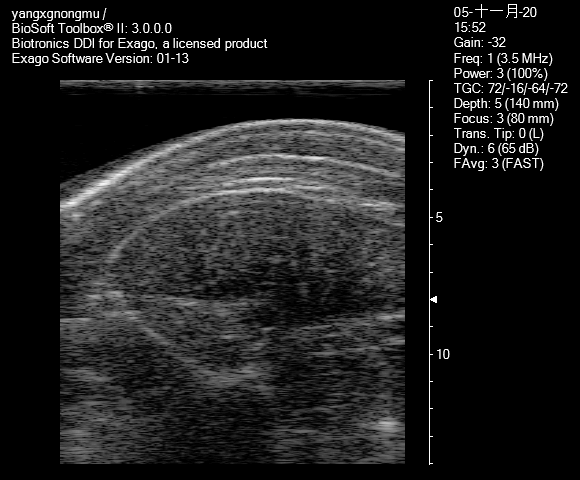 yangxgnongmu /
BioSoft Toolbox® II: 3.0.0.0
Biotronics DDI for Exago, a licensed product
Exago Software Version: 01-13
05-十一月-20
15:52
Gain: -32
Freq: 1 (3.5 MHz)
Power: 3 (100%)
TGC: 72/-16/-64/-72
Depth: 5 (140 mm)
Focus: 3 (80 mm)
Trans. Tip: 0 (L)
Dyn.: 6 (65 dB)
FAvg: 3 (FAST)
5
10